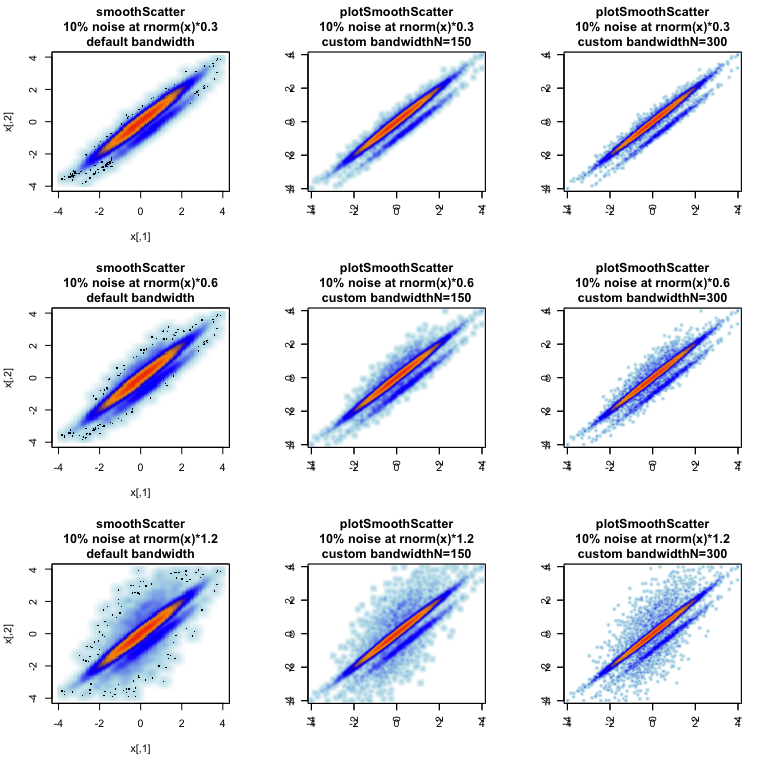 smoothScatter
10% noise at rnorm(x)*0.3
default bandwidth
x[,2]
4
2
0
-2
-4
-4 -2 0 2 4
x[,1]
plotSmoothScatter
10% noise at rnorm(x)*0.3
custom bandwidthN=150
plotSmoothScatter
10% noise at rnorm(x)*0.3
custom bandwidthN=300
smoothScatter
10% noise at rnorm(x)*0.6
default bandwidth
x[,2]
4
2
0
-2
-4
-4 -2 0 2 4
x[,1]
plotSmoothScatter
10% noise at rnorm(x)*0.6
custom bandwidthN=150
plotSmoothScatter
10% noise at rnorm(x)*0.6
custom bandwidthN=300
smoothScatter
10% noise at rnorm(x)*1.2
default bandwidth
x[,2]
4
2
0
-2
-4
-4 -2 0 2 4
x[,1]
plotSmoothScatter
10% noise at rnorm(x)*1.2
custom bandwidthN=150
plotSmoothScatter
10% noise at rnorm(x)*1.2
custom bandwidthN=300